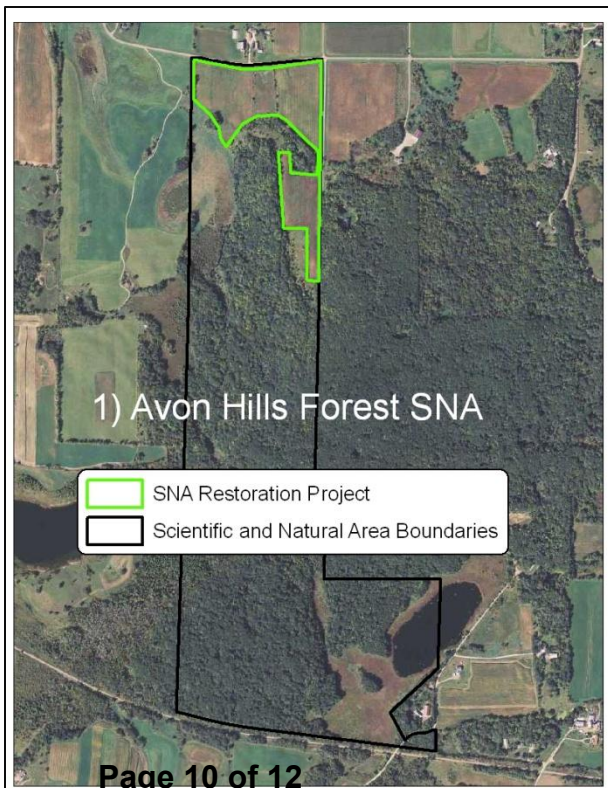 1) Avon Hills Forest SNA
SNA Restoration Project
Scientific and Natural Area Boundaries
Page 10 of 12